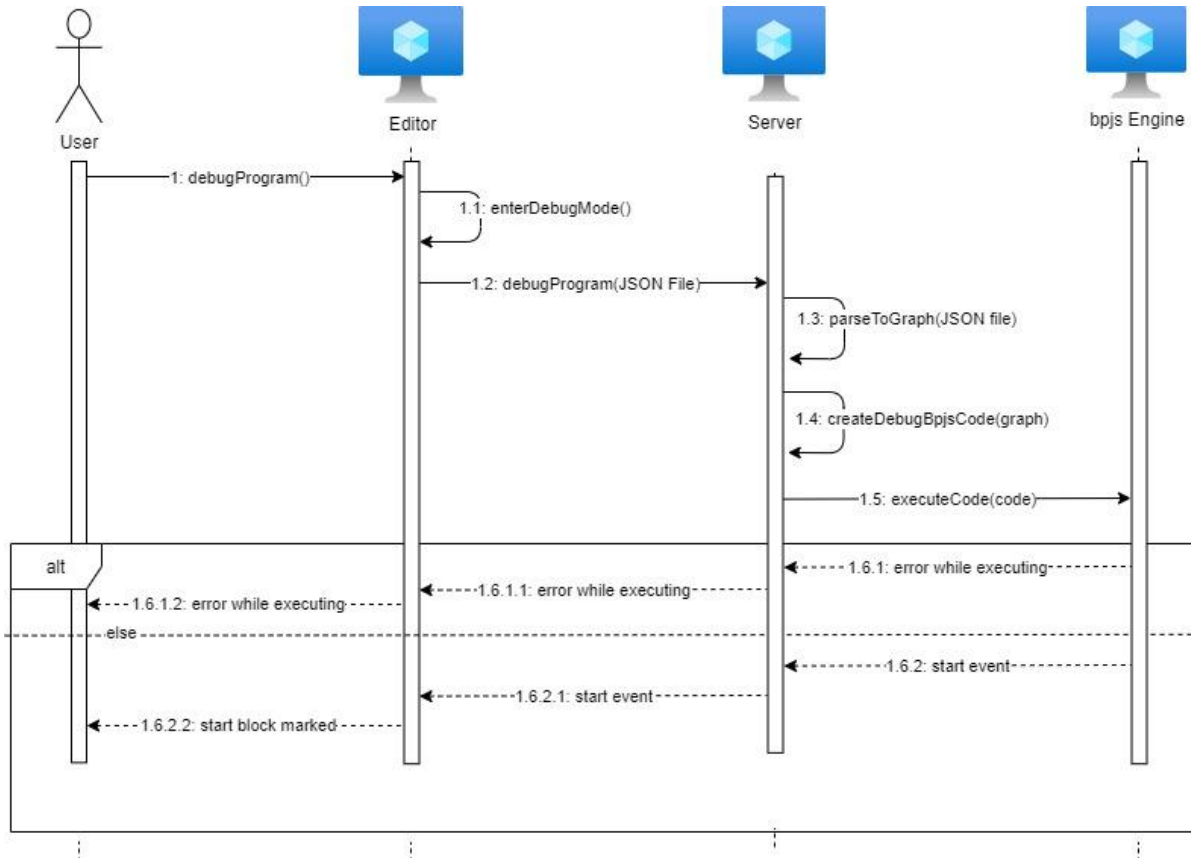 User
Editor
Server
bpjs Engine
1: debugProgram()
1.1: enterDebugMode()
1.2: debugProgram(JSON File)
1.3: parseToGraph(JSON file)
1.4: createDebugBpjsCode(graph)
1.5: executeCode(code)
alt
1.6.1: error while executing
1.6.1.1: error while executing
1.6.1.2: error while executing
else
1.6.2: start event
1.6.2.1: start event
1.6.2.2: start block marked